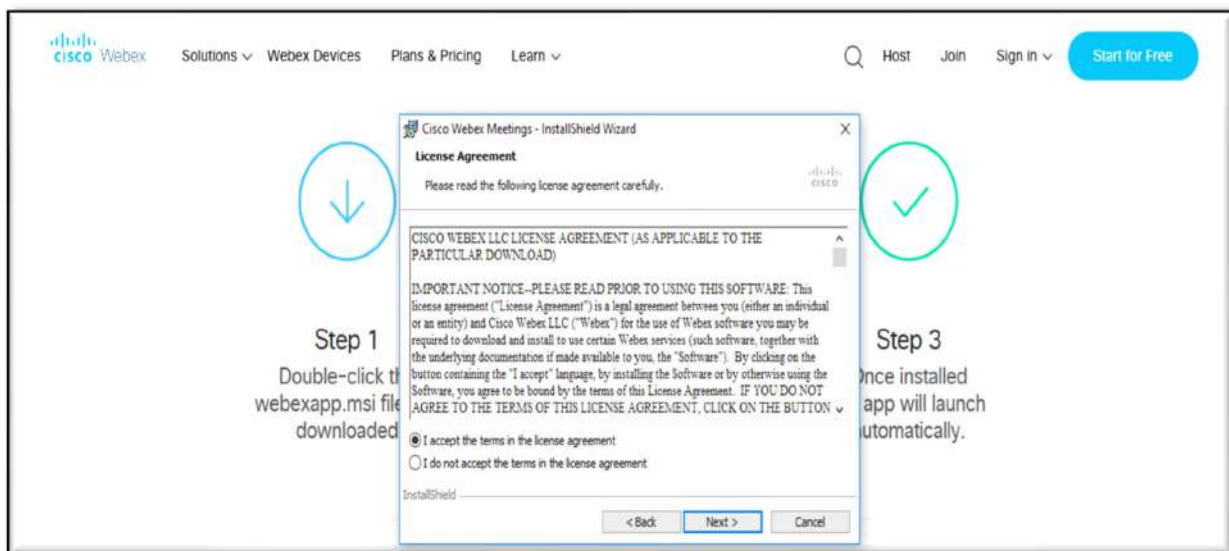 CISCO Webex Solutions Webex Devices Plans & Pricing Learn Host Join Sign in Start for Free
Cisco Webex Meetings - InstallShield Wizard X
License Agreement
Please read the following license agreement carefully.
CISCO
CISCO WEBEX LLC LICENSE AGREEMENT (AS APPLICABLE TO THE
PARTICULAR DOWNLOAD)
IMPORTANT NOTICE--PLEASE READ PRIOR TO USING THIS SOFTWARE: This
license agreement ("License Agreement") is a legal agreement between you (either an individual
or an entity) and Cisco Webex LLC ("Webex") for the use of Webex software you may be
required to download and install to use certain Webex services (such software, together with
the underlying documentation if made available to you, the "Software"). By clicking on the
button containing the "I accept" language, by installing the Software or by otherwise using the
Software, you agree to be bound by the terms of this License Agreement. IF YOU DO NOT
AGREE TO THE TERMS OF THIS LICENSE AGREEMENT, CLICK ON THE BUTTON
I accept the terms in the license agreement
I do not accept the terms in the license agreement
InstallShield
< Back Next > Cancel
Step 1
Double-click th
webexapp.msi file
downloaded
Step 3
Once installed
app will launch
automatically.